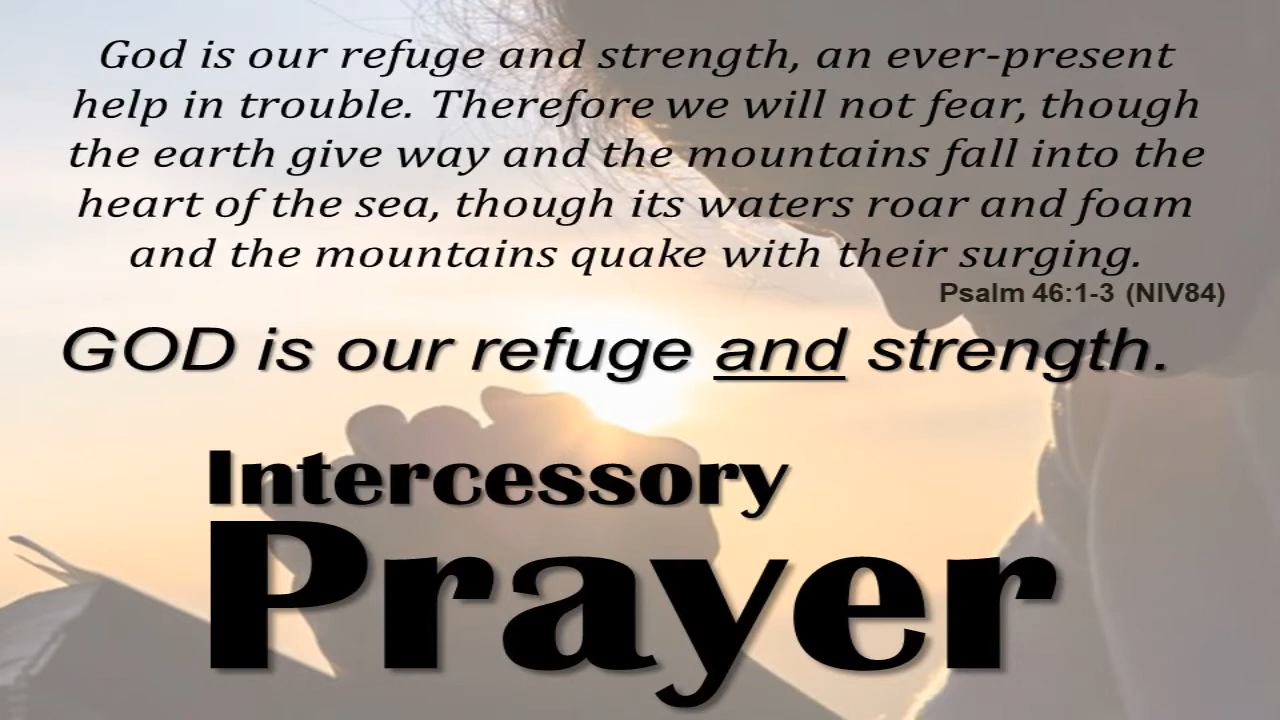 God is our refuge and strength, an ever-present
help in trouble. Therefore we will not fear, though
the earth give way and the mountains fall into the
heart of the sea, though its waters roar and foam
and the mountains quake with their surging.
Psalm 46:1-3 (NIV84)
GOD is our refuge and strength.
Intercessory
Prayer